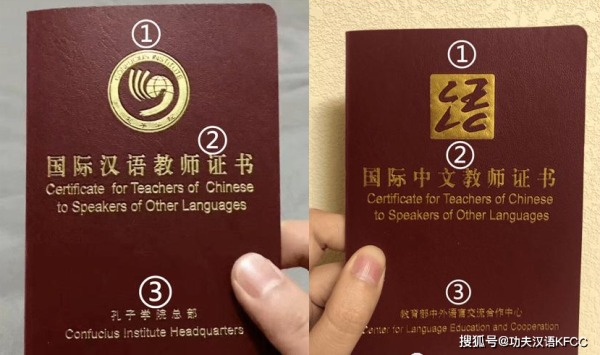 ①
②
国际汉语教师证书
Certificate for Teachers of Chinese
to Speakers of Other Languages
③
孔子学院总部
Confucius Institute Headquarters
①
语
②
国际中文教师证书
Certificate for Teachers of Chinese
to Speakers of Other Languages
③
教育部中外语言交流合作中心
Center for Language Education and Cooperation
搜狐号@功夫汉语KFCC